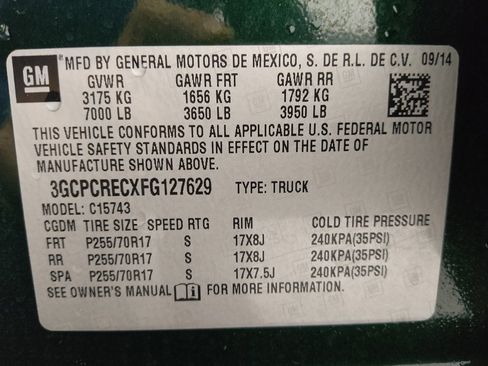 GM
MFD BY GENERAL MOTORS DE MEXICO, S. DE R.L. DE C.V. 09/14
GVWR GAWR FRT GAWR RR
3175 KG 1656 KG 1792 KG
7000 LB 3650 LB 3950 LB
THIS VEHICLE CONFORMS TO ALL APPLICABLE U.S. FEDERAL MOTOR
VEHICLE SAFETY STANDARDS IN EFFECT ON THE DATE OF
MANUFACTURE SHOWN ABOVE.
3GCPCRECXFG127629 TYPE: TRUCK
MODEL: C15743
CGDM TIRE SIZE SPEED RTG RIM COLD TIRE PRESSURE
FRT P255/70R17 S 17X8J 240KPA(35PSI)
RR P255/70R17 S 17X8J 240KPA(35PSI)
SPA P255/70R17 S 17X7.5J 240KPA(35PSI)
SEE OWNER'S MANUAL FOR MORE INFORMATION.